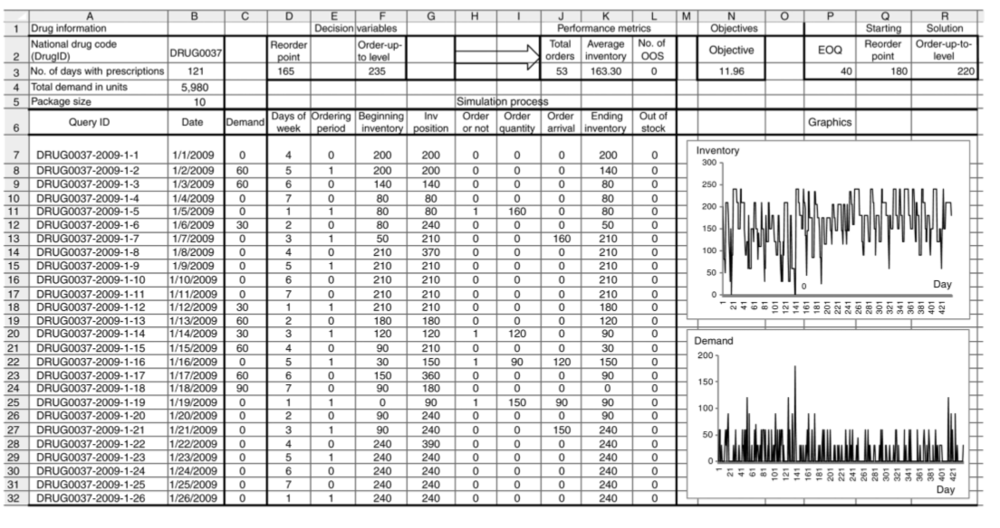 A B C D E F G H I J K L M N O P Q R
1 Drug information Decision variables Performance metrics Objectives Starting Solution
2 National drug code (DrugID) DRUG0037 Reorder point Order-up-to level Total orders Average inventory No. of OOS Objective EOQ Reorder point Order-up-to-level
3 No. of days with prescriptions 121 165 235 53 163.30 0 11.96 40 180 220
4 Total demand in units 5,980
5 Package size 10 Simulation process
6 Query ID Date Demand Days of week Ordering period Beginning inventory Inv position Order or not Order quantity Order arrival Ending inventory Out of stock Graphics
7 DRUG0037-2009-1-1 1/1/2009 0 4 0 200 200 0 0 0 200 0
8 DRUG0037-2009-1-2 1/2/2009 60 5 1 200 200 0 0 0 140 0
9 DRUG0037-2009-1-3 1/3/2009 60 6 0 140 140 0 0 0 80 0
10 DRUG0037-2009-1-4 1/4/2009 0 7 0 80 80 0 0 0 80 0
11 DRUG0037-2009-1-5 1/5/2009 0 1 1 80 80 1 160 0 80 0
12 DRUG0037-2009-1-6 1/6/2009 30 2 0 80 240 0 0 0 50 0
13 DRUG0037-2009-1-7 1/7/2009 0 3 1 50 210 0 0 160 210 0
14 DRUG0037-2009-1-8 1/8/2009 0 4 0 210 370 0 0 0 210 0
15 DRUG0037-2009-1-9 1/9/2009 0 5 1 210 210 0 0 0 210 0
16 DRUG0037-2009-1-10 1/10/2009 0 6 0 210 210 0 0 0 210 0
17 DRUG0037-2009-1-11 1/11/2009 0 7 0 210 210 0 0 0 210 0
18 DRUG0037-2009-1-12 1/12/2009 30 1 1 210 210 0 0 0 180 0
19 DRUG0037-2009-1-13 1/13/2009 60 2 0 180 180 0 0 0 120 0
20 DRUG0037-2009-1-14 1/14/2009 30 3 1 120 120 1 120 0 90 0
21 DRUG0037-2009-1-15 1/15/2009 60 4 0 90 210 0 0 0 30 0
22 DRUG0037-2009-1-16 1/16/2009 0 5 1 30 150 1 90 120 150 0
23 DRUG0037-2009-1-17 1/17/2009 60 6 0 150 360 0 0 0 90 0
24 DRUG0037-2009-1-18 1/18/2009 90 7 0 90 180 0 0 0 0 0
25 DRUG0037-2009-1-19 1/19/2009 0 1 1 0 90 1 150 90 90 0
26 DRUG0037-2009-1-20 1/20/2009 0 2 0 90 240 0 0 0 90 0
27 DRUG0037-2009-1-21 1/21/2009 0 3 1 90 240 0 0 150 240 0
28 DRUG0037-2009-1-22 1/22/2009 0 4 0 240 390 0 0 0 240 0
29 DRUG0037-2009-1-23 1/23/2009 0 5 1 240 240 0 0 0 240 0
30 DRUG0037-2009-1-24 1/24/2009 0 6 0 240 240 0 0 0 240 0
31 DRUG0037-2009-1-25 1/25/2009 0 7 0 240 240 0 0 0 240 0
32 DRUG0037-2009-1-26 1/26/2009 0 1 1 240 240 0 0 0 240 0
Inventory
300
250
200
150
100
50
0
0
Day
1 21 41 61 81 101 121 141 161 181 201 221 241 261 281 301 321 341 361 381 401 421
Demand
200
150
100
50
0
1 21 41 61 81 101 121 141 161 181 201 221 241 261 281 301 321 341 361 381 401 421
Day